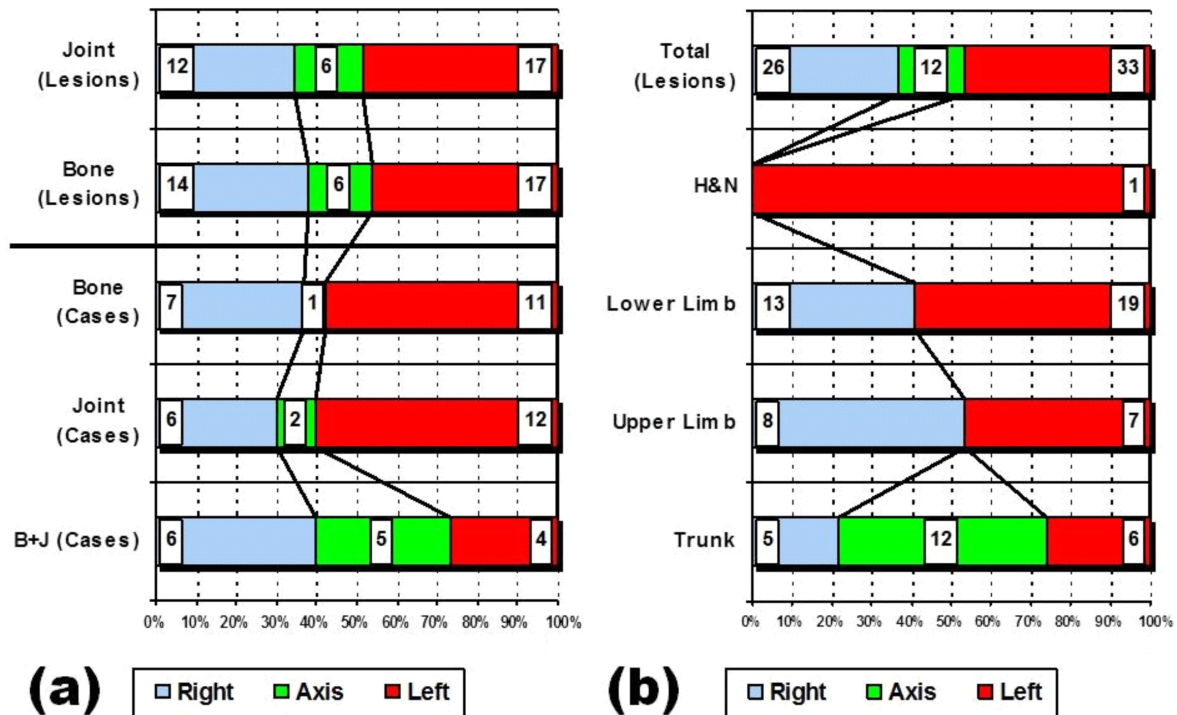 Joint
(Lesions)
12
6
17
Bone
(Lesions)
14
6
17
Bone
(Cases)
7
1
11
Joint
(Cases)
6
2
12
B+J (Cases)
6
5
4
0%
10%
20%
30%
40%
50%
60%
70%
80%
90%
100%
(a)
Right
Axis
Left
Total
(Lesions)
26
12
33
H&N
1
Lower Limb
13
19
Upper Limb
8
7
Trunk
5
12
6
0%
10%
20%
30%
40%
50%
60%
70%
80%
90%
100%
(b)
Right
Axis
Left